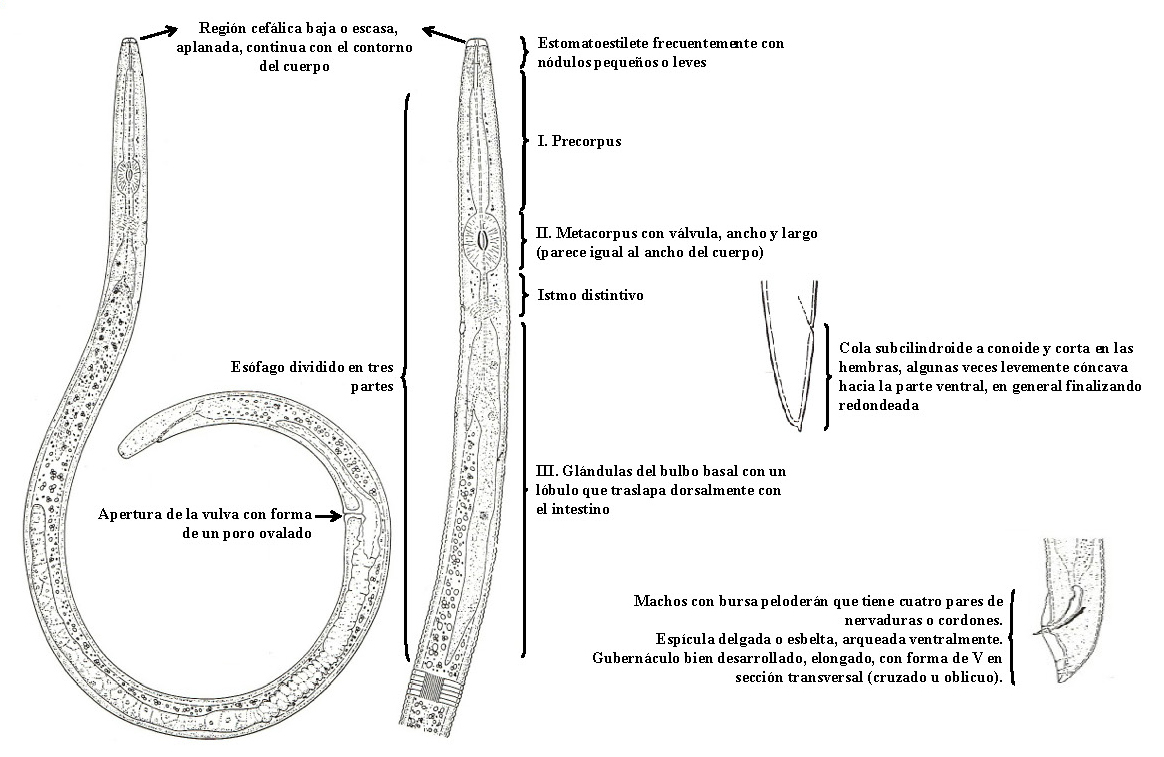 Región cefálica baja o escasa,
aplanada, continua con el contorno
del cuerpo
Estomatoestilete frecuentemente con
nódulos pequeños o leves
I. Precorpus
II. Metacorpus con válvula, ancho y largo
(parece igual al ancho del cuerpo)
Istmo distintivo
Esófago dividido en tres
partes
Cola subcilindroide a conoide y corta en las
hembras, algunas veces levemente cóncava
hacia la parte ventral, en general finalizando
redondeada
III. Glándulas del bulbo basal con un
lóbulo que traslapa dorsalmente con
el intestino
Apertura de la vulva con forma
de un poro ovalado
Machos con bursa peloderán que tiene cuatro pares de
nervaduras o cordones.
Espícula delgada o esbelta, arqueada ventralmente.
Gubernáculo bien desarrollado, elongado, con forma de V en
sección transversal (cruzado u oblicuo).